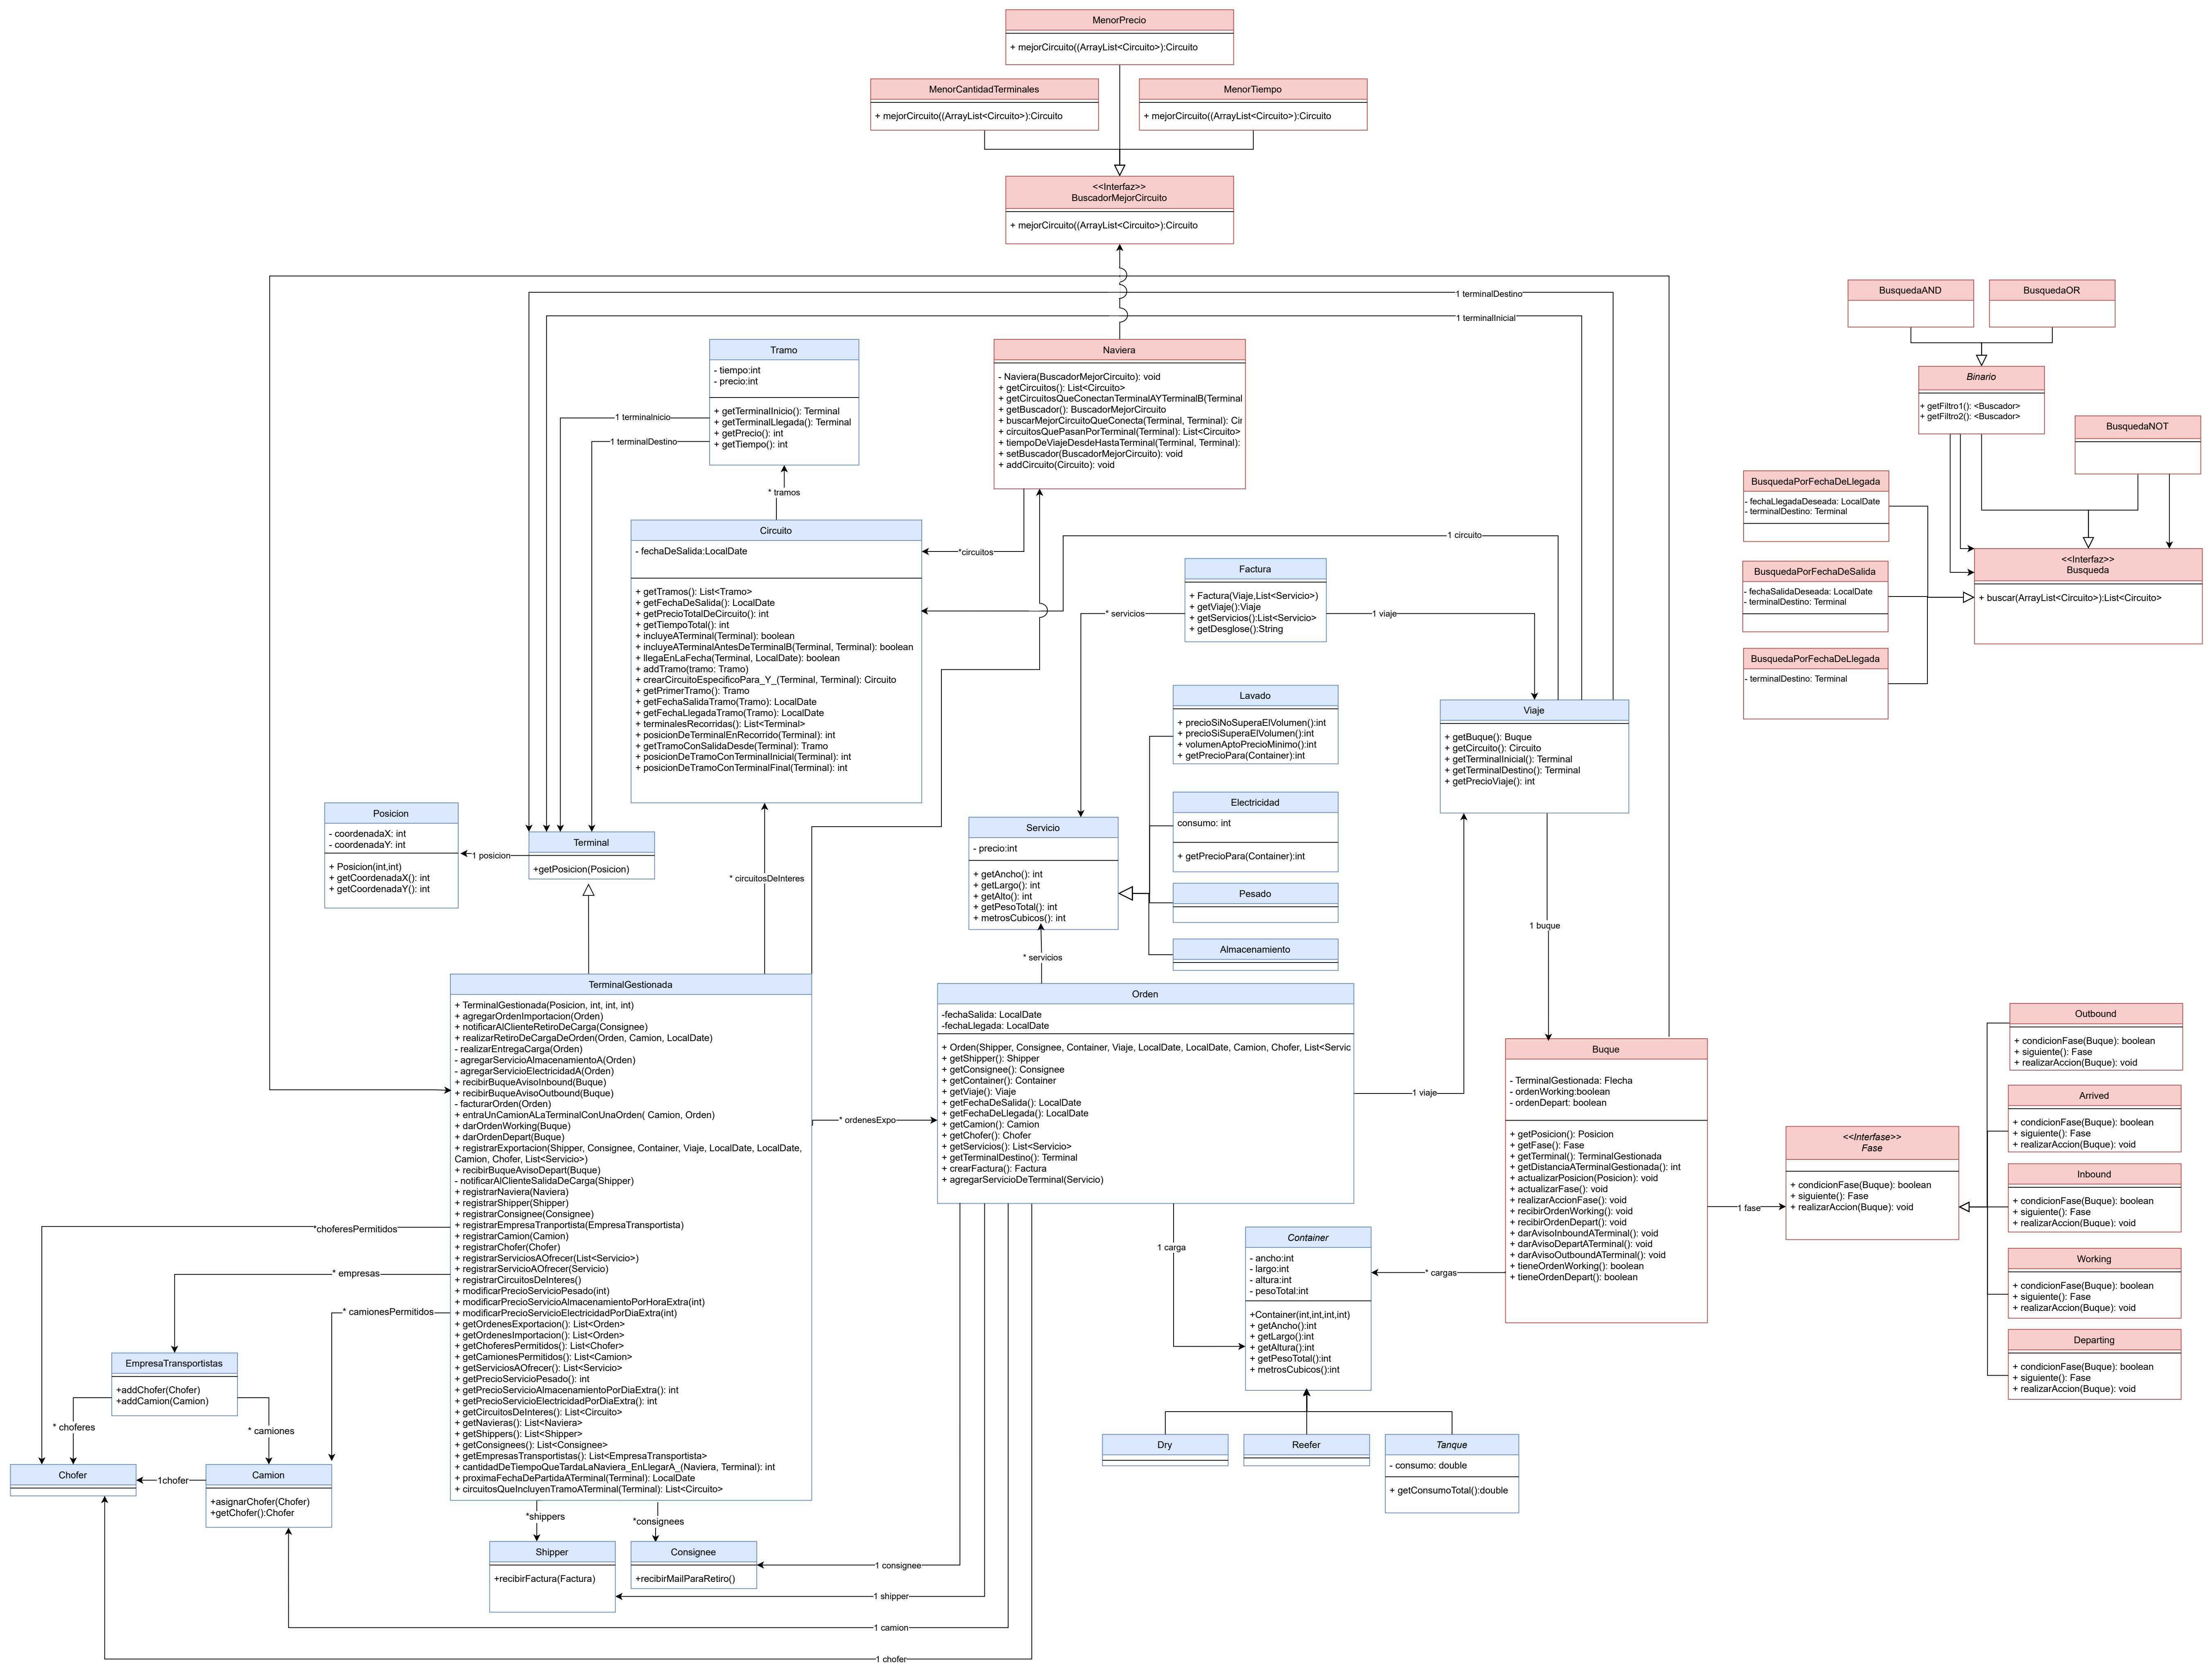 MenorPrecio
+ mejorCircuito((ArrayList<Circuito>):Circuito
MenorCantidadTerminales
+ mejorCircuito((ArrayList<Circuito>):Circuito
MenorTiempo
+ mejorCircuito((ArrayList<Circuito>):Circuito
<<Interfaz>>
BuscadorMejorCircuito
+ mejorCircuito((ArrayList<Circuito>):Circuito
1 terminalDestino
1 terminalInicial
BusquedaAND
BusquedaOR
Binario
+ getFiltro1(): <Buscador>
+ getFiltro2(): <Buscador>
BusquedaNOT
BusquedaPorFechaDeLlegada
- fechaLlegadaDeseada: LocalDate
- terminalDestino: Terminal
BusquedaPorFechaDeSalida
- fechaSalidaDeseada: LocalDate
- terminalDestino: Terminal
BusquedaPorFechaDeLlegada
- terminalDestino: Terminal
<<Interfaz>>
Busqueda
+ buscar(ArrayList<Circuito>):List<Circuito>
Tramo
- tiempo:int
- precio:int
+ getTerminalInicio(): Terminal
+ getTerminalLlegada(): Terminal
+ getPrecio(): int
+ getTiempo(): int
1 terminalnicio
1 terminalDestino
* tramos
Naviera
- Naviera(BuscadorMejorCircuito): void
+ getCircuitos(): List<Circuito>
+ getCircuitosQueConectanTerminalAYTerminalB(Terminal
+ getBuscador(): BuscadorMejorCircuito
+ buscarMejorCircuitoQueConecta(Terminal, Terminal): Cir
+ circuitosQuePasanPorTerminal(Terminal): List<Circuito>
+ tiempoDeViajeDesdeHastaTerminal(Terminal, Terminal):
+ setBuscador(BuscadorMejorCircuito): void
+ addCircuito(Circuito): void
Circuito
- fechaDeSalida:LocalDate
+ getTramos(): List<Tramo>
+ getFechaDeSalida(): LocalDate
+ getPrecioTotalDeCircuito(): int
+ getTiempoTotal(): int
+ incluyeATerminal(Terminal): boolean
+ incluyeATerminalAntesDeTerminalB(Terminal, Terminal): boolean
+ llegaEnLaFecha(Terminal, LocalDate): boolean
+ addTramo(tramo: Tramo)
+ crearCircuitoEspecificoPara_Y_(Terminal, Terminal): Circuito
+ getPrimerTramo(): Tramo
+ getFechaSalidaTramo(Tramo): LocalDate
+ getFechaLlegadaTramo(Tramo): LocalDate
+ terminalesRecorridas(): List<Terminal>
+ posicionDeTerminalEnRecorrido(Terminal): int
+ getTramoConSalidaDesde(Terminal): Tramo
+ posicionDeTramoConTerminalInicial(Terminal): int
+ posicionDeTramoConTerminalFinal(Terminal): int
*circuitos
1 circuito
Factura
+ Factura(Viaje,List<Servicio>)
+ getViaje():Viaje
+ getServicios():List<Servicio>
+ getDesglose():String
* servicios
1 viaje
Lavado
+ precioSiNoSuperaElVolumen():int
+ precioSiSuperaElVolumen():int
+ volumenAptoPrecioMinimo():int
+ getPrecioPara(Container):int
Electricidad
consumo: int
+ getPrecioPara(Container):int
Pesado
Almacenamiento
Viaje
+ getBuque(): Buque
+ getCircuito(): Circuito
+ getTerminalInicial(): Terminal
+ getTerminalDestino(): Terminal
+ getPrecioViaje(): int
Posicion
- coordenadaX: int
- coordenadaY: int
+ Posicion(int,int)
+ getCoordenadaX(): int
+ getCoordenadaY(): int
1 posicion
Terminal
+getPosicion(Posicion)
* circuitosDeInteres
Servicio
- precio:int
+ getAncho(): int
+ getLargo(): int
+ getAlto(): int
+ getPesoTotal(): int
+ metrosCubicos(): int
* servicios
1 buque
TerminalGestionada
+ TerminalGestionada(Posicion, int, int, int)
+ agregarOrdenImportacion(Orden)
+ notificarAlClienteRetiroDeCarga(Consignee)
+ realizarRetiroDeCargaDeOrden(Orden, Camion, LocalDate)
- realizarEntregaCarga(Orden)
- agregarServicioAlmacenamientoA(Orden)
- agregarServicioElectricidadA(Orden)
+ recibirBuqueAvisoInbound(Buque)
+ recibirBuqueAvisoOutbound(Buque)
- facturarOrden(Orden)
+ entraUnCamionALaTerminalConUnaOrden( Camion, Orden)
+ darOrdenWorking(Buque)
+ darOrdenDepart(Buque)
+ registrarExportacion(Shipper, Consignee, Container, Viaje, LocalDate, LocalDate,
Camion, Chofer, List<Servicio>)
+ recibirBuqueAvisoDepart(Buque)
- notificarAlClienteSalidaDeCarga(Shipper)
+ registrarNaviera(Naviera)
+ registrarShipper(Shipper)
+ registrarConsignee(Consignee)
+ registrarEmpresaTranportista(EmpresaTransportista)
+ registrarCamion(Camion)
+ registrarChofer(Chofer)
+ registrarServiciosAOfrecer(List<Servicio>)
+ registrarServicioAOfrecer(Servicio)
+ registrarCircuitosDeInteres()
+ modificarPrecioServicioPesado(int)
+ modificarPrecioServicioAlmacenamientoPorHoraExtra(int)
+ modificarPrecioServicioElectricidadPorDiaExtra(int)
+ getOrdenesExportacion(): List<Orden>
+ getOrdenesImportacion(): List<Orden>
+ getChoferesPermitidos(): List<Chofer>
+ getCamionesPermitidos(): List<Camion>
+ getServiciosAOfrecer(): List<Servicio>
+ getPrecioServicioPesado(): int
+ getPrecioServicioAlmacenamientoPorDiaExtra(): int
+ getPrecioServicioElectricidadPorDiaExtra(): int
+ getCircuitosDeInteres(): List<Circuito>
+ getNavieras(): List<Naviera>
+ getShippers(): List<Shipper>
+ getConsignees(): List<Consignee>
+ getEmpresasTransportistas(): List<EmpresaTransportista>
+ cantidadDeTiempoQueTardaLaNaviera_EnLlegarA_(Naviera, Terminal): int
+ proximaFechaDePartidaATerminal(Terminal): LocalDate
+ circuitosQueIncluyenTramoATerminal(Terminal): List<Circuito>
* ordenesExpo
Orden
-fechaSalida: LocalDate
-fechaLlegada: LocalDate
+ Orden(Shipper, Consignee, Container, Viaje, LocalDate, LocalDate, Camion, Chofer, List<Servic
+ getShipper(): Shipper
+ getConsignee(): Consignee
+ getContainer(): Container
+ getViaje(): Viaje
+ getFechaDeSalida(): LocalDate
+ getFechaDeLlegada(): LocalDate
+ getCamion(): Camion
+ getChofer(): Chofer
+ getServicios(): List<Servicio>
+ getTerminalDestino(): Terminal
+ crearFactura(): Factura
+ agregarServicioDeTerminal(Servicio)
1 viaje
Buque
- TerminalGestionada: Flecha
- ordenWorking:boolean
- ordenDepart: boolean
+ getPosicion(): Posicion
+ getFase(): Fase
+ getTerminal(): TerminalGestionada
+ getDistanciaATerminalGestionada(): int
+ actualizarPosicion(Posicion): void
+ actualizarFase(): void
+ realizarAccionFase(): void
+ recibirOrdenWorking(): void
+ recibirOrdenDepart(): void
+ darAvisoInboundATerminal(): void
+ darAvisoDepartATerminal(): void
+ darAvisoOutboundATerminal(): void
+ tieneOrdenWorking(): boolean
+ tieneOrdenDepart(): boolean
1 fase
<<Interfase>>
Fase
+ condicionFase(Buque): boolean
+ siguiente(): Fase
+ realizarAccion(Buque): void
Outbound
+ condicionFase(Buque): boolean
+ siguiente(): Fase
+ realizarAccion(Buque): void
Arrived
+ condicionFase(Buque): boolean
+ siguiente(): Fase
+ realizarAccion(Buque): void
Inbound
+ condicionFase(Buque): boolean
+ siguiente(): Fase
+ realizarAccion(Buque): void
Working
+ condicionFase(Buque): boolean
+ siguiente(): Fase
+ realizarAccion(Buque): void
Departing
+ condicionFase(Buque): boolean
+ siguiente(): Fase
+ realizarAccion(Buque): void
*choferesPermitidos
* empresas
* camionesPermitidos
EmpresaTransportistas
+addChofer(Chofer)
+addCamion(Camion)
* choferes
* camiones
Chofer
1chofer
Camion
+asignarChofer(Chofer)
+getChofer():Chofer
1 carga
* cargas
Container
- ancho:int
- largo:int
- altura:int
- pesoTotal:int
+Container(int,int,int,int)
+ getAncho():int
+ getLargo():int
+ getAltura():int
+ getPesoTotal():int
+ metrosCubicos():int
Dry
Reefer
Tanque
- consumo: double
+ getConsumoTotal():double
*shippers
*consignees
Shipper
+recibirFactura(Factura)
Consignee
+recibirMailParaRetiro()
1 consignee
1 shipper
1 camion
1 chofer